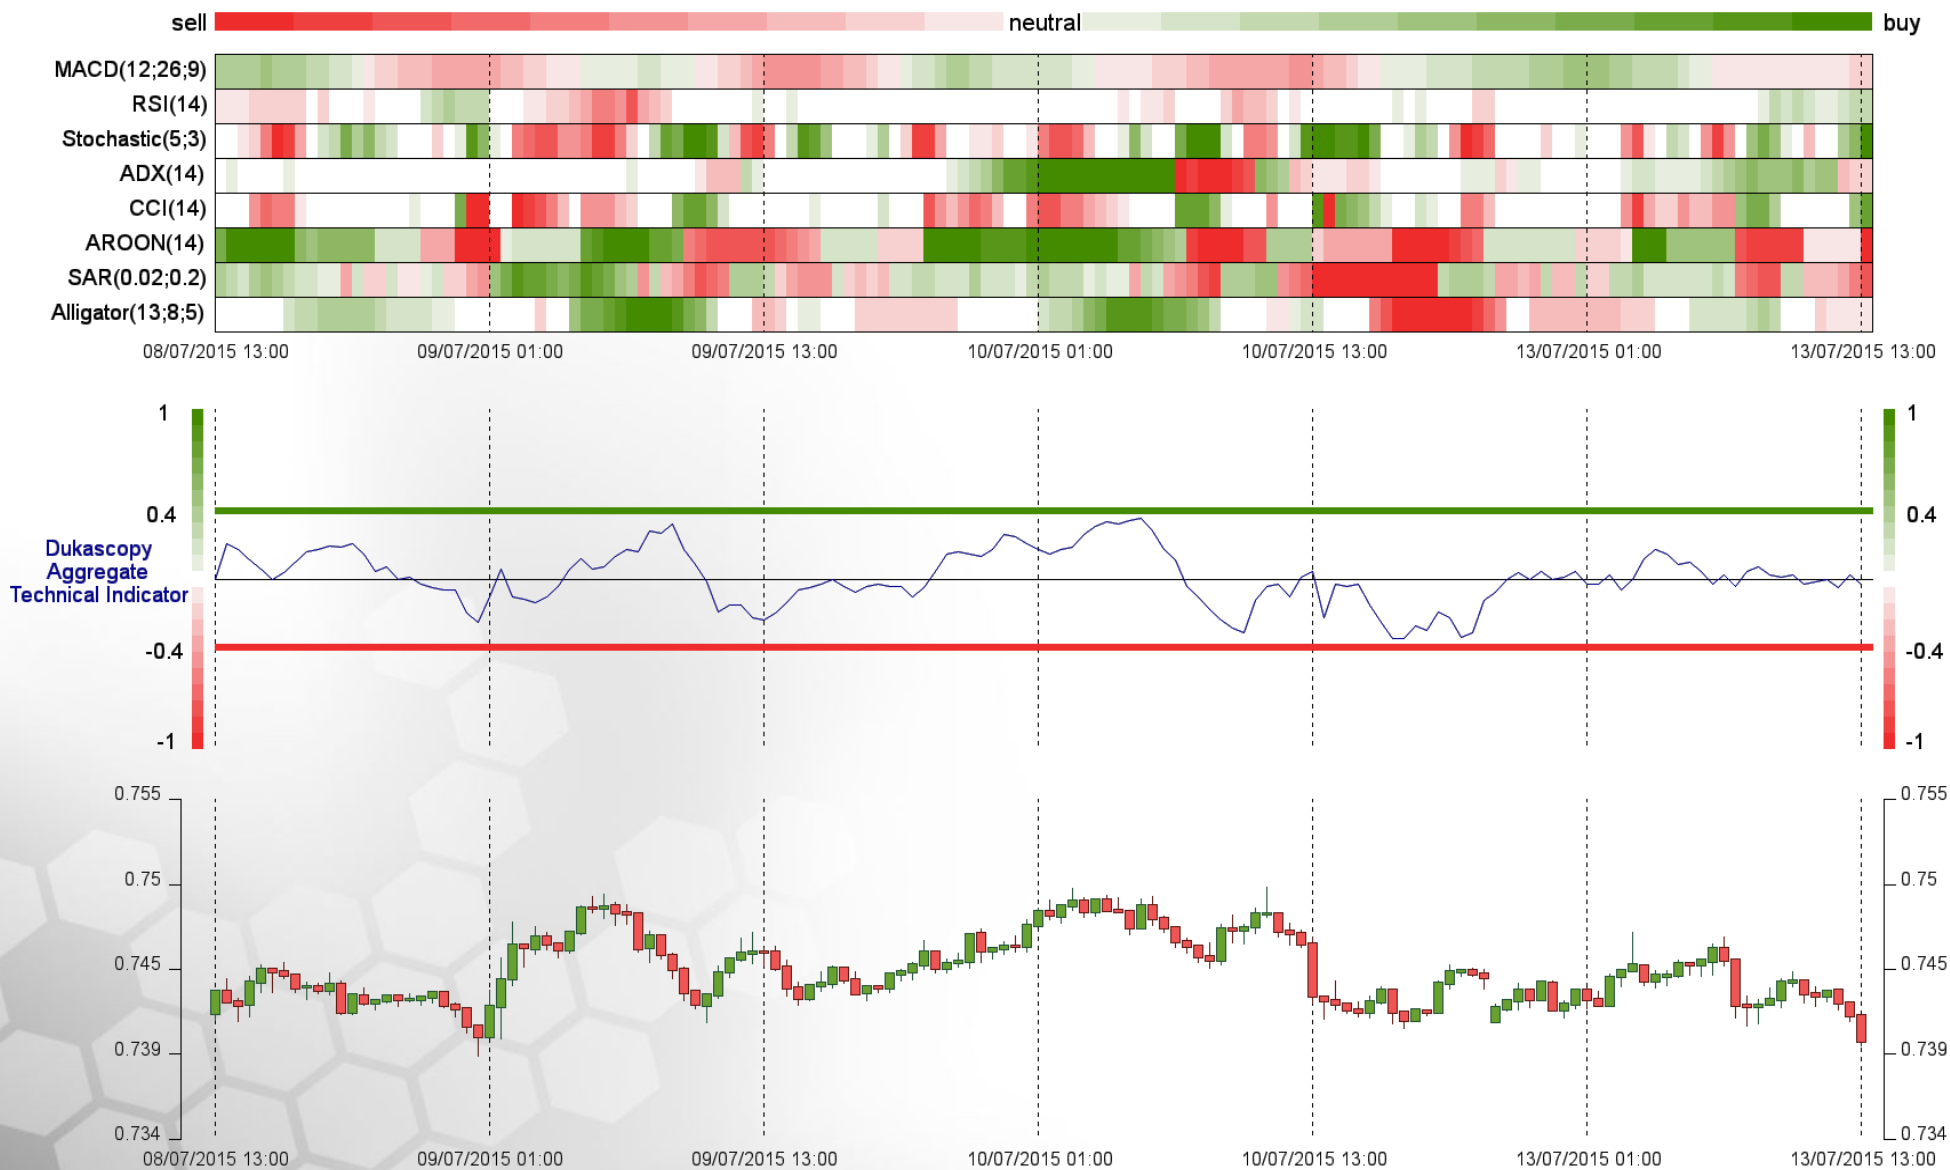 sell neutral buy
MACD(12;26;9)
RSI(14)
Stochastic(5;3)
ADX(14)
CCI(14)
AROON(14)
SAR(0.02;0.2)
Alligator(13;8;5)
08/07/2015 13:00 09/07/2015 01:00 09/07/2015 13:00 10/07/2015 01:00 10/07/2015 13:00 13/07/2015 01:00 13/07/2015 13:00
1 1
0.4 0.4
Dukascopy
Aggregate
Technical Indicator
-0.4 -0.4
-1 -1
0.755 0.755
0.75 0.75
0.745 0.745
0.739 0.739
0.734 0.734
08/07/2015 13:00 09/07/2015 01:00 09/07/2015 13:00 10/07/2015 01:00 10/07/2015 13:00 13/07/2015 01:00 13/07/2015 13:00